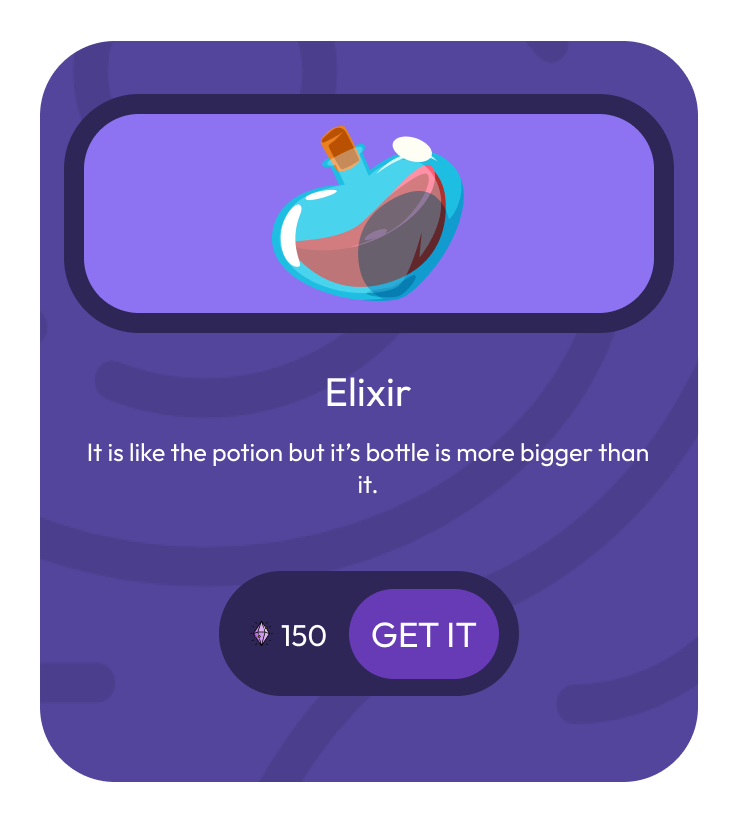 Elixir
It is like the potion but it’s bottle is more bigger than
it.
150
GET IT